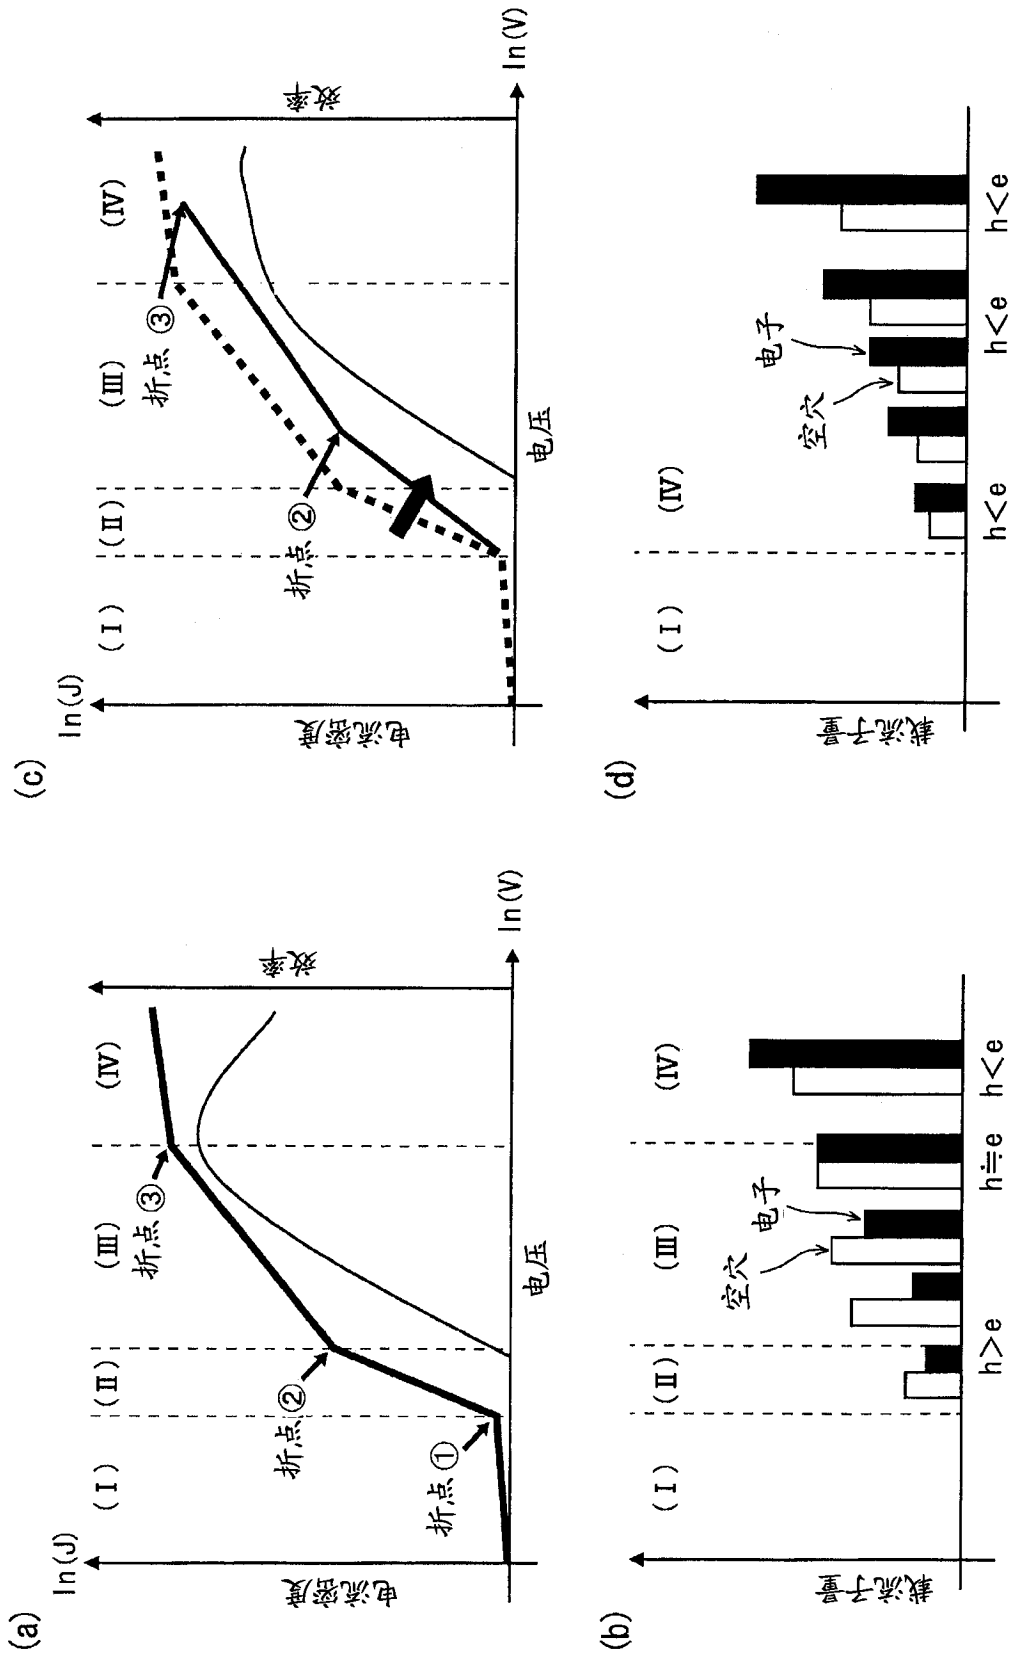 (a)
ln(J)
电流密度
(I)
(II)
(III)
(IV)
折点①
折点②
折点③
效率
电压
ln(V)
(b)
载流子量
(I)
(II)
(III)
(IV)
空穴
电子
h>e
h≒e
h<e
(c)
ln(J)
电流密度
(I)
(II)
(III)
(IV)
折点②
折点③
效率
电压
ln(V)
(d)
载流子量
(I)
(IV)
空穴
电子
h<e
h<e
h<e